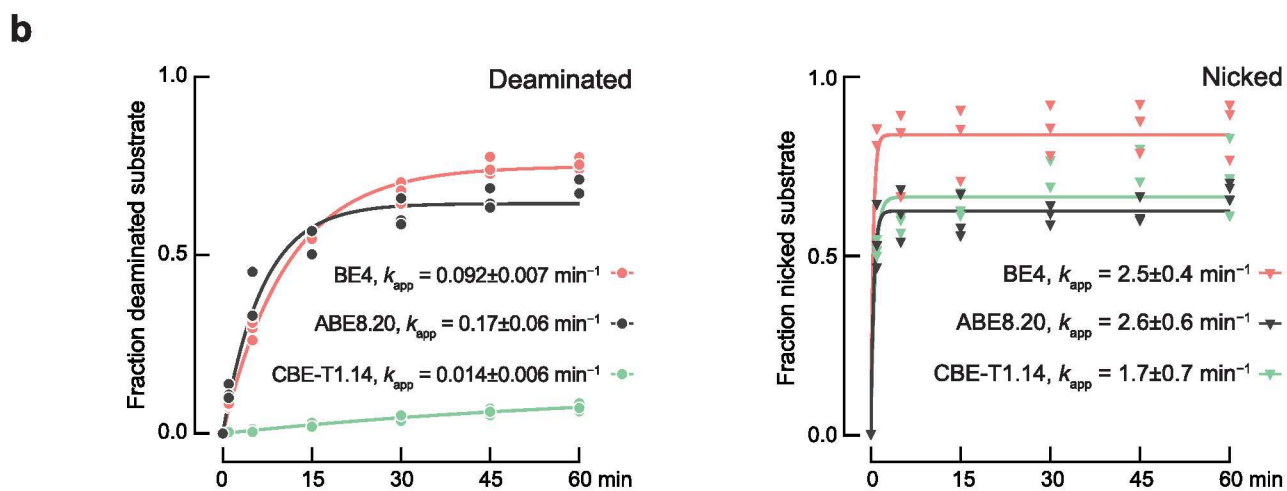 b
Deaminated
Fraction deaminated substrate
1.0
0.5
0.0
BE4, kapp = 0.092±0.007 min⁻¹
ABE8.20, kapp = 0.17±0.06 min⁻¹
CBE-T1.14, kapp = 0.014±0.006 min⁻¹
0 15 30 45 60 min
Nicked
Fraction nicked substrate
1.0
0.5
0.0
BE4, kapp = 2.5±0.4 min⁻¹
ABE8.20, kapp = 2.6±0.6 min⁻¹
CBE-T1.14, kapp = 1.7±0.7 min⁻¹
0 15 30 45 60 min